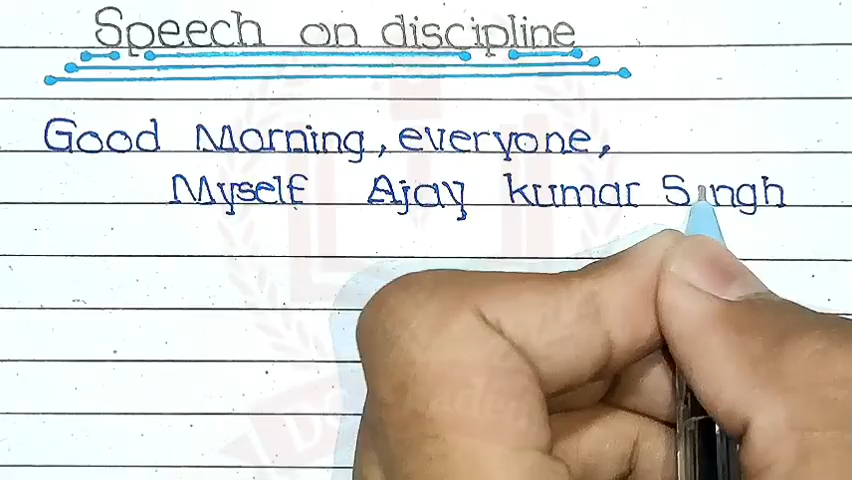 Speech on discipline
Good Morning, everyone,
Myself Ajay kumar Singh